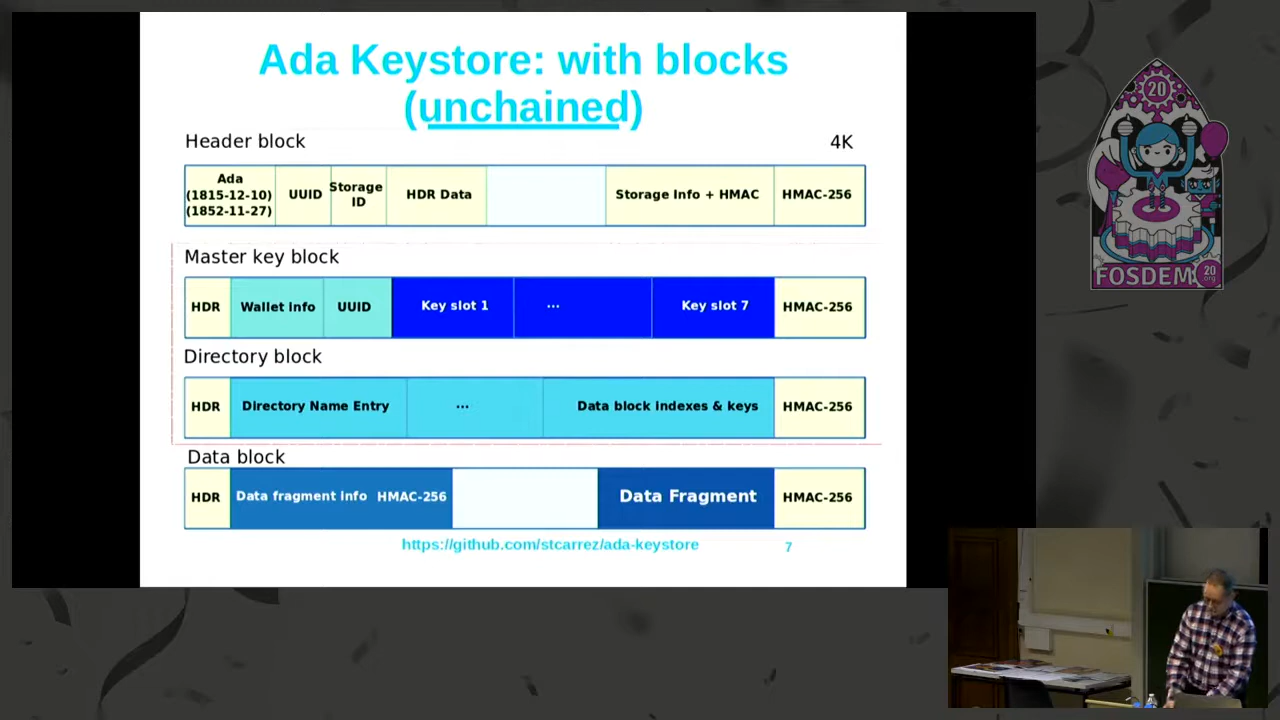 Ada Keystore: with blocks
(unchained)
Header block
4K
Ada
(1815-12-10)
(1852-11-27)
UUID
Storage
ID
HDR Data
Storage Info + HMAC
HMAC-256
Master key block
HDR
Wallet info
UUID
Key slot 1
...
Key slot 7
HMAC-256
Directory block
HDR
Directory Name Entry
...
Data block indexes & keys
HMAC-256
Data block
HDR
Data fragment info
HMAC-256
Data Fragment
HMAC-256
https://github.com/stcarrez/ada-keystore
7
20
FOSDEM
20
.org